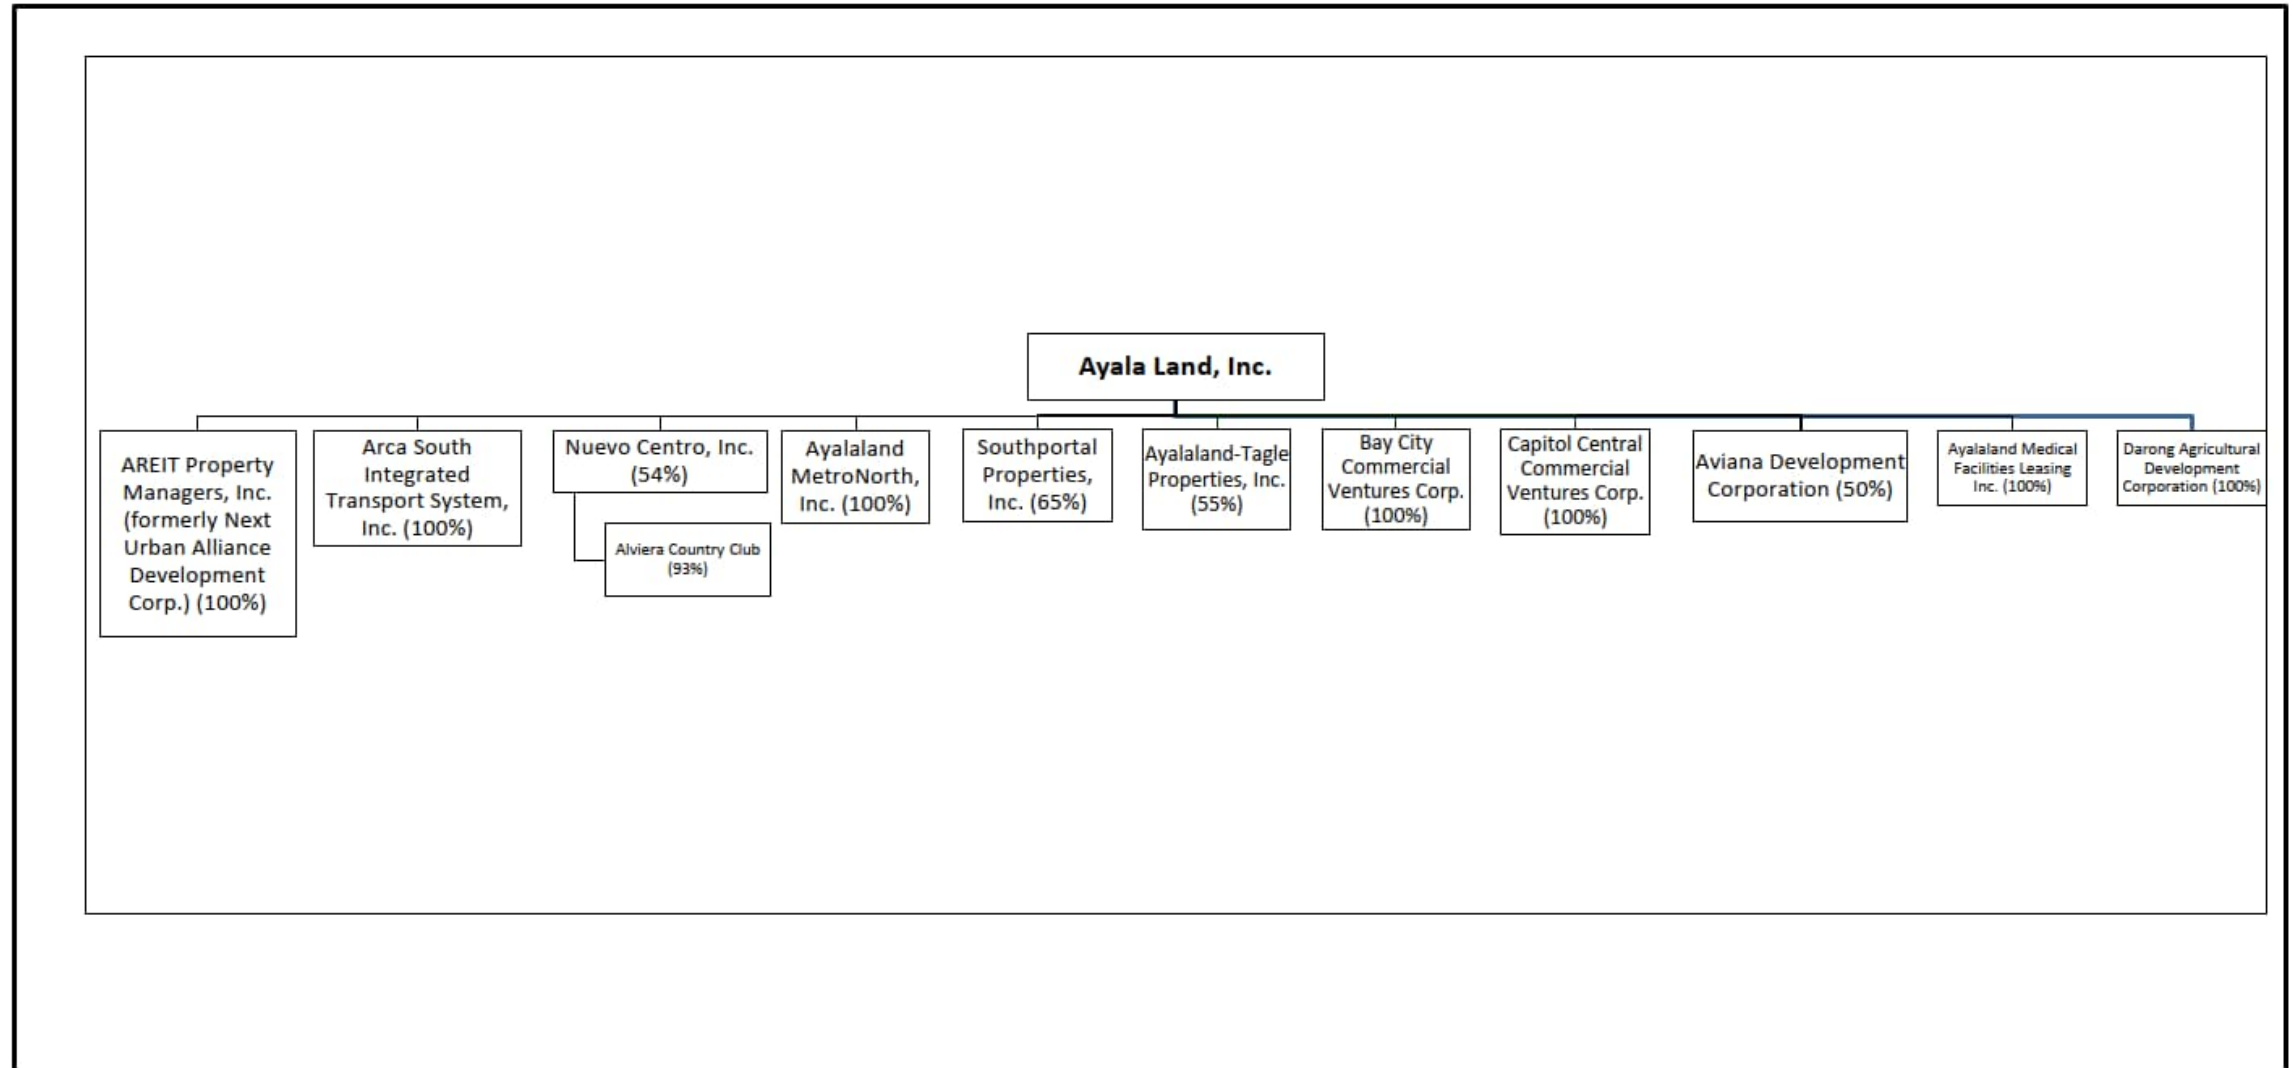 Ayala Land, Inc.
AREIT Property
Managers, Inc.
(formerly Next
Urban Alliance
Development
Corp.) (100%)
Arca South
Integrated
Transport System,
Inc. (100%)
Nuevo Centro, Inc.
(54%)
Alviera Country Club
(93%)
Ayalaland
MetroNorth,
Inc. (100%)
Southportal
Properties,
Inc. (65%)
Ayalaland-Tagle
Properties, Inc.
(55%)
Bay City
Commercial
Ventures Corp.
(100%)
Capitol Central
Commercial
Ventures Corp.
(100%)
Aviana Development
Corporation (50%)
Ayalaland Medical
Facilities Leasing
Inc. (100%)
Darong Agricultural
Development
Corporation (100%)